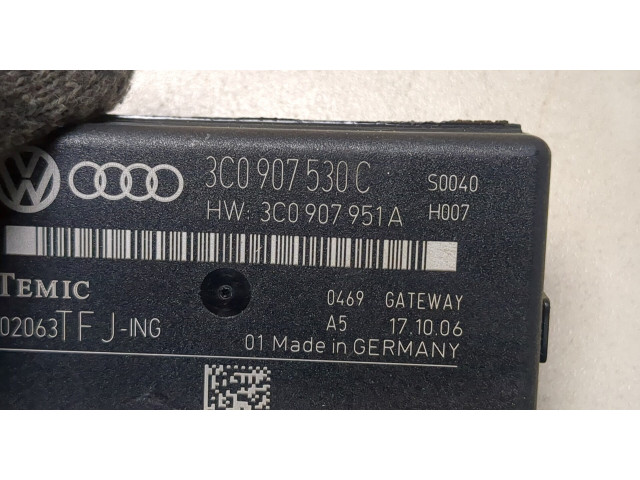 3C0 907 530 C S0040
HW: 3C0 907 951 A H007
TEMIC
02063TFJ-ING
0469 GATEWAY
A5 17.10.06
01 Made in GERMANY